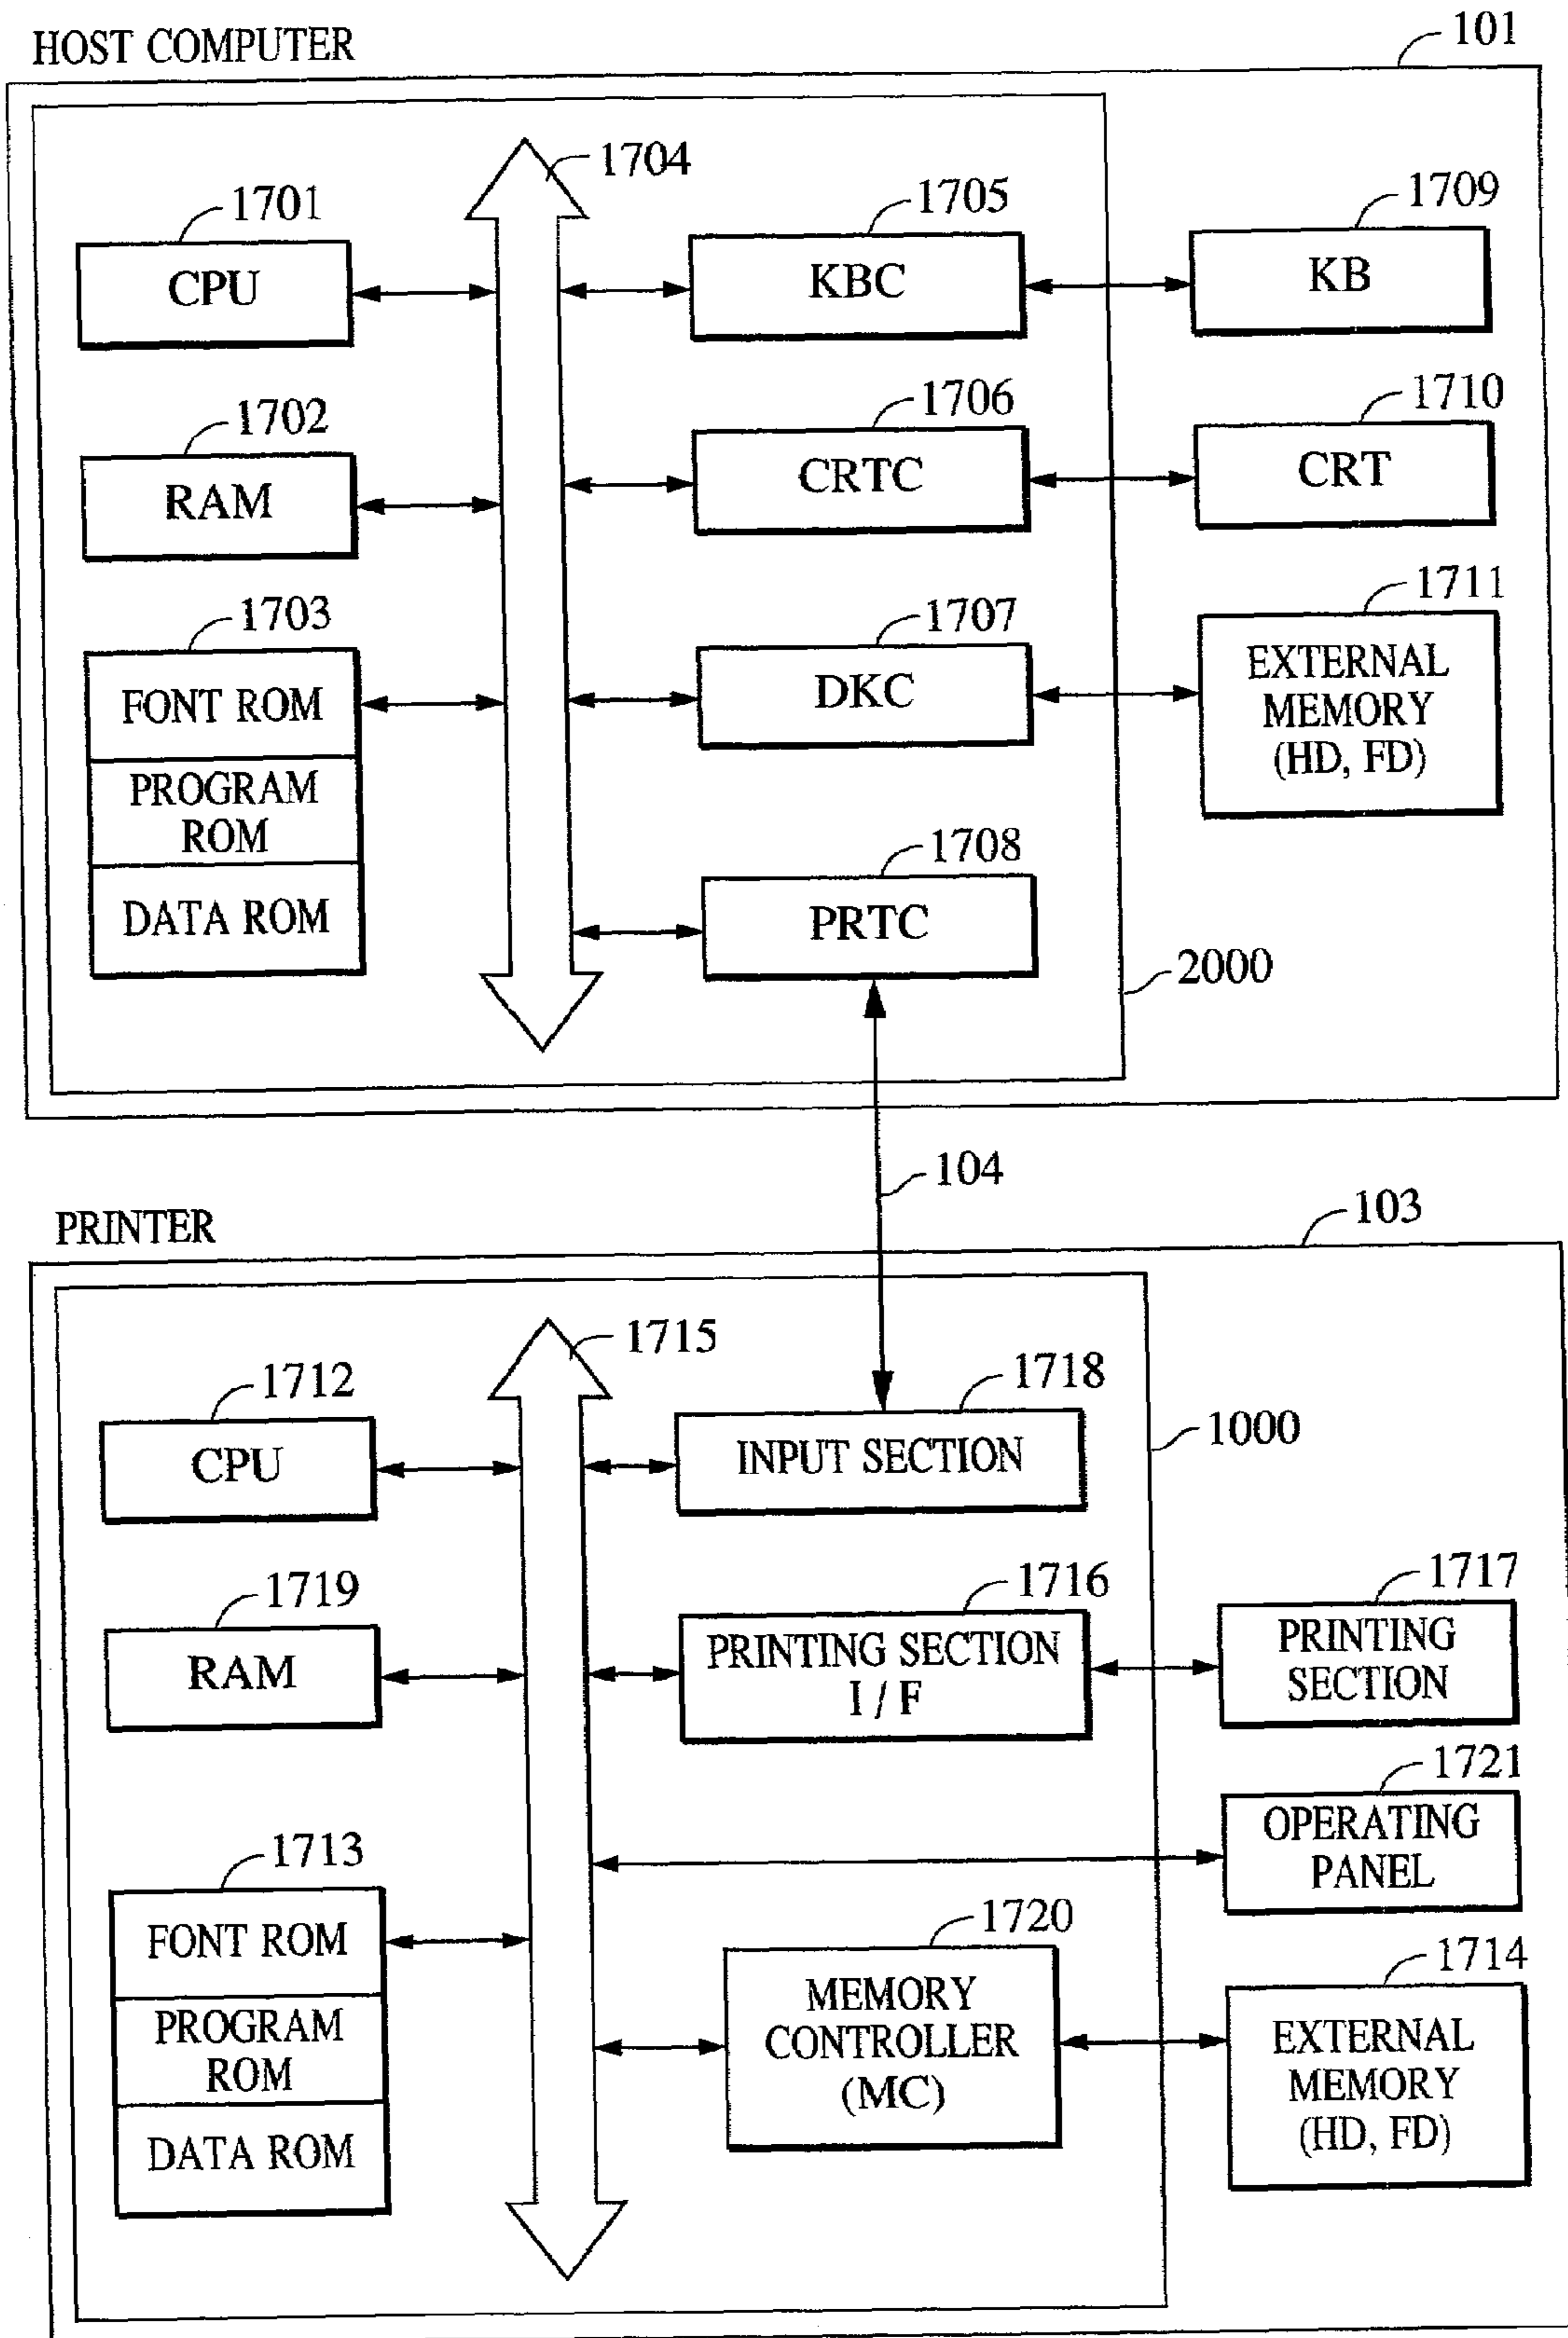 HOST COMPUTER
101
1704
1701
CPU
1705
KBC
1709
KB
1702
RAM
1706
CRTC
1710
CRT
1703
FONT ROM
PROGRAM
ROM
DATA ROM
1707
DKC
1711
EXTERNAL
MEMORY
(HD, FD)
1708
PRTC
2000
104
PRINTER
103
1715
1712
CPU
1718
INPUT SECTION
1000
1719
RAM
1716
PRINTING SECTION
I / F
1717
PRINTING
SECTION
1721
OPERATING
PANEL
1713
FONT ROM
PROGRAM
ROM
DATA ROM
1720
MEMORY
CONTROLLER
(MC)
1714
EXTERNAL
MEMORY
(HD, FD)